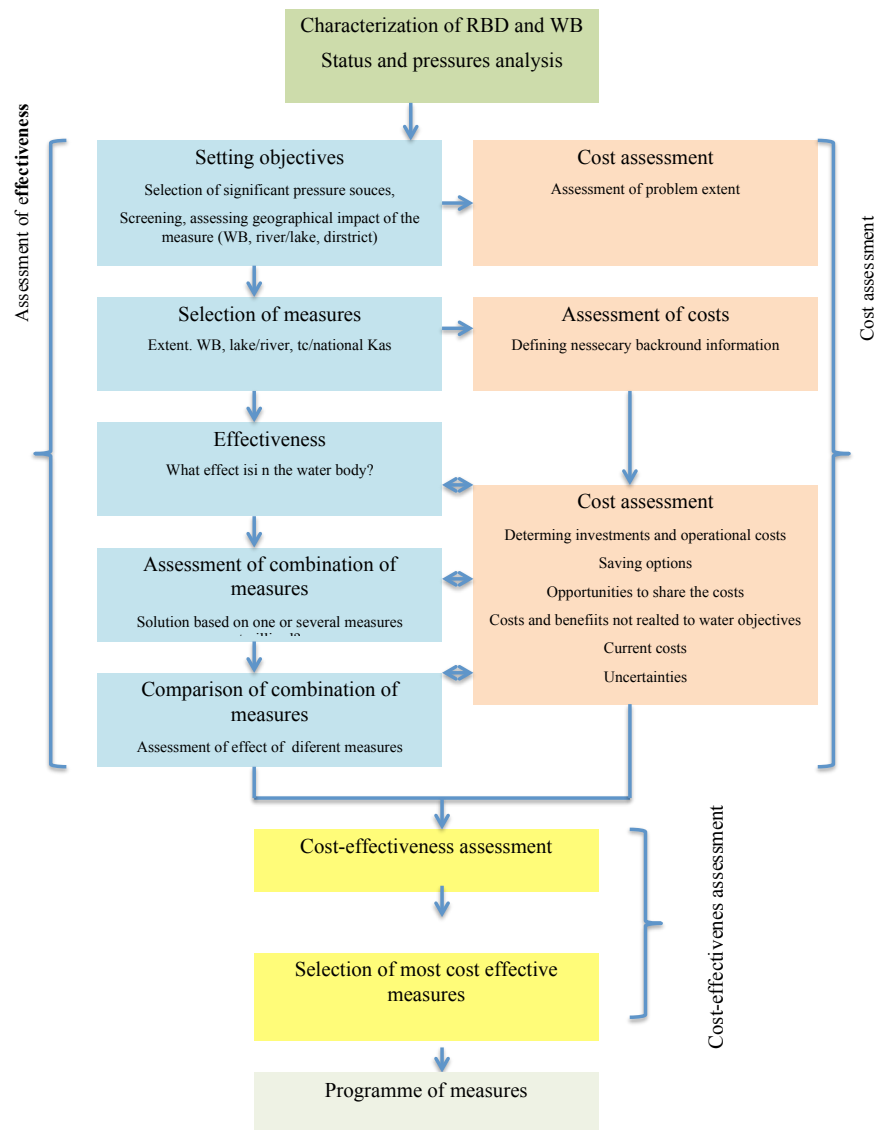 Characterization of RBD and WB
Status and pressures analysis
Assessment of effectiveness
Setting objectives
Selection of significant pressure souces,
Screening, assessing geographical impact of the
measure (WB, river/lake, dirstrict)
Cost assessment
Assessment of problem extent
Cost assessment
Selection of measures
Extent. WB, lake/river, tc/national Kas
Assessment of costs
Defining nessecary backround information
Effectiveness
What effect isi n the water body?
Cost assessment
Determing investments and operational costs
Saving options
Opportunities to share the costs
Costs and benefiits not realted to water objectives
Current costs
Uncertainties
Assessment of combination of
measures
Solution based on one or several measures
Comparison of combination of
measures
Assessment of effect of diferent measures
Cost-effectiveness assessment
Cost-effectivenes assessment
Selection of most cost effective
measures
Programme of measures